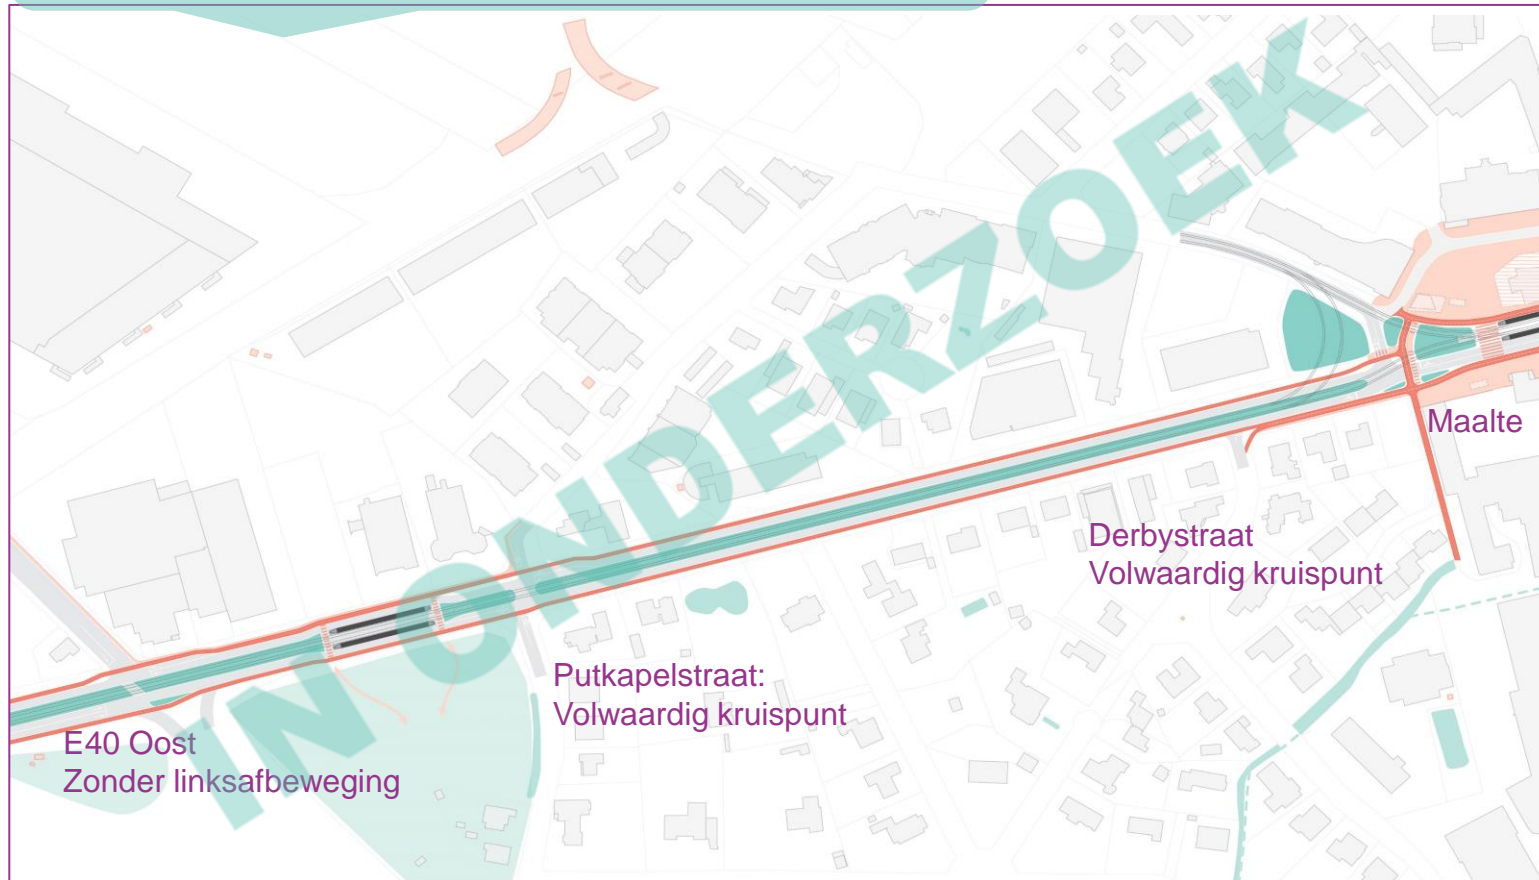 IN ONDERZOEK
Maalte
Derbystraat
Volwaardig kruispunt
Putkapelstraat:
Volwaardig kruispunt
E40 Oost
Zonder linksafbeweging